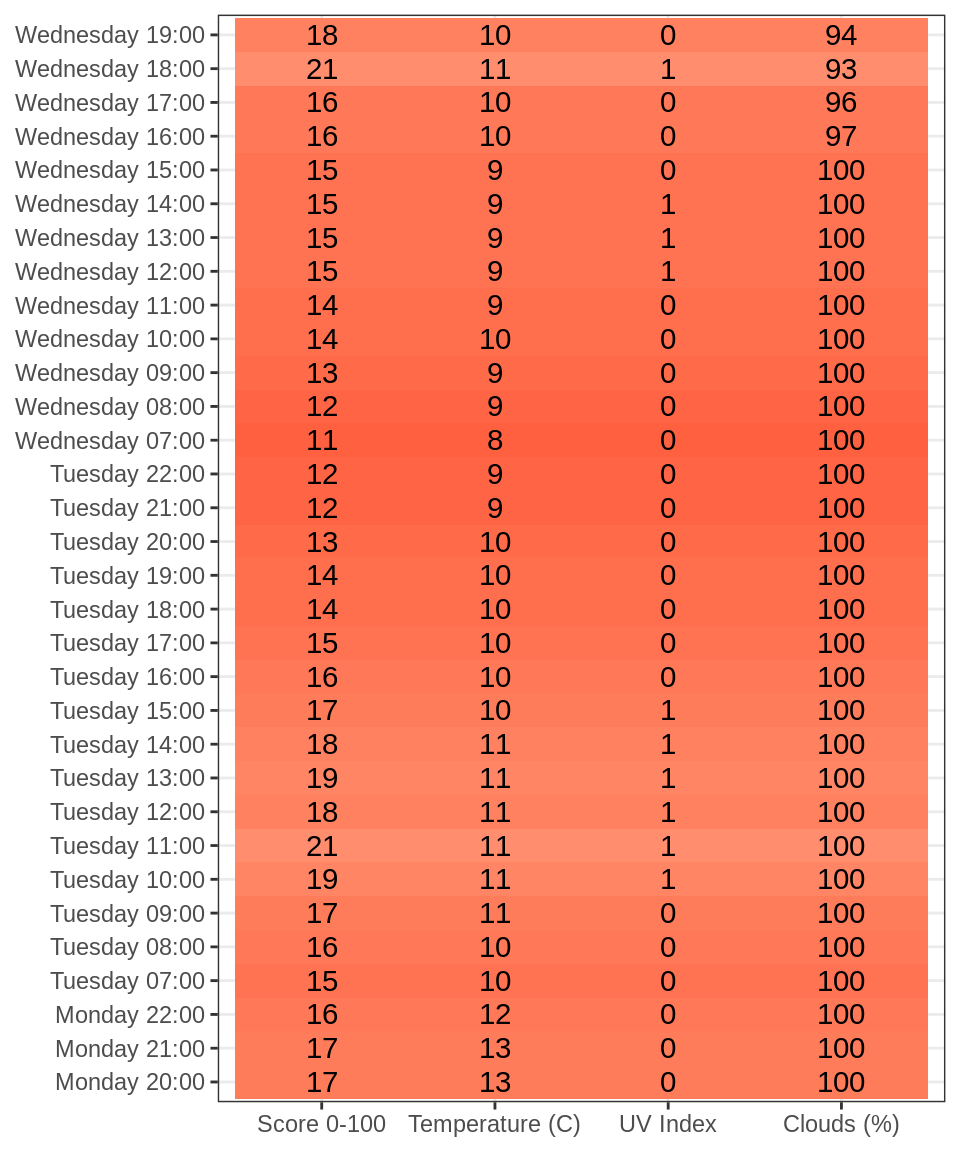 Wednesday 19:00 18 10 0 94
Wednesday 18:00 21 11 1 93
Wednesday 17:00 16 10 0 96
Wednesday 16:00 16 10 0 97
Wednesday 15:00 15 9 0 100
Wednesday 14:00 15 9 1 100
Wednesday 13:00 15 9 1 100
Wednesday 12:00 15 9 1 100
Wednesday 11:00 14 9 0 100
Wednesday 10:00 14 10 0 100
Wednesday 09:00 13 9 0 100
Wednesday 08:00 12 9 0 100
Wednesday 07:00 11 8 0 100
Tuesday 22:00 12 9 0 100
Tuesday 21:00 12 9 0 100
Tuesday 20:00 13 10 0 100
Tuesday 19:00 14 10 0 100
Tuesday 18:00 14 10 0 100
Tuesday 17:00 15 10 0 100
Tuesday 16:00 16 10 0 100
Tuesday 15:00 17 10 1 100
Tuesday 14:00 18 11 1 100
Tuesday 13:00 19 11 1 100
Tuesday 12:00 18 11 1 100
Tuesday 11:00 21 11 1 100
Tuesday 10:00 19 11 1 100
Tuesday 09:00 17 11 0 100
Tuesday 08:00 16 10 0 100
Tuesday 07:00 15 10 0 100
Monday 22:00 16 12 0 100
Monday 21:00 17 13 0 100
Monday 20:00 17 13 0 100
Score 0-100 Temperature (C) UV Index Clouds (%)